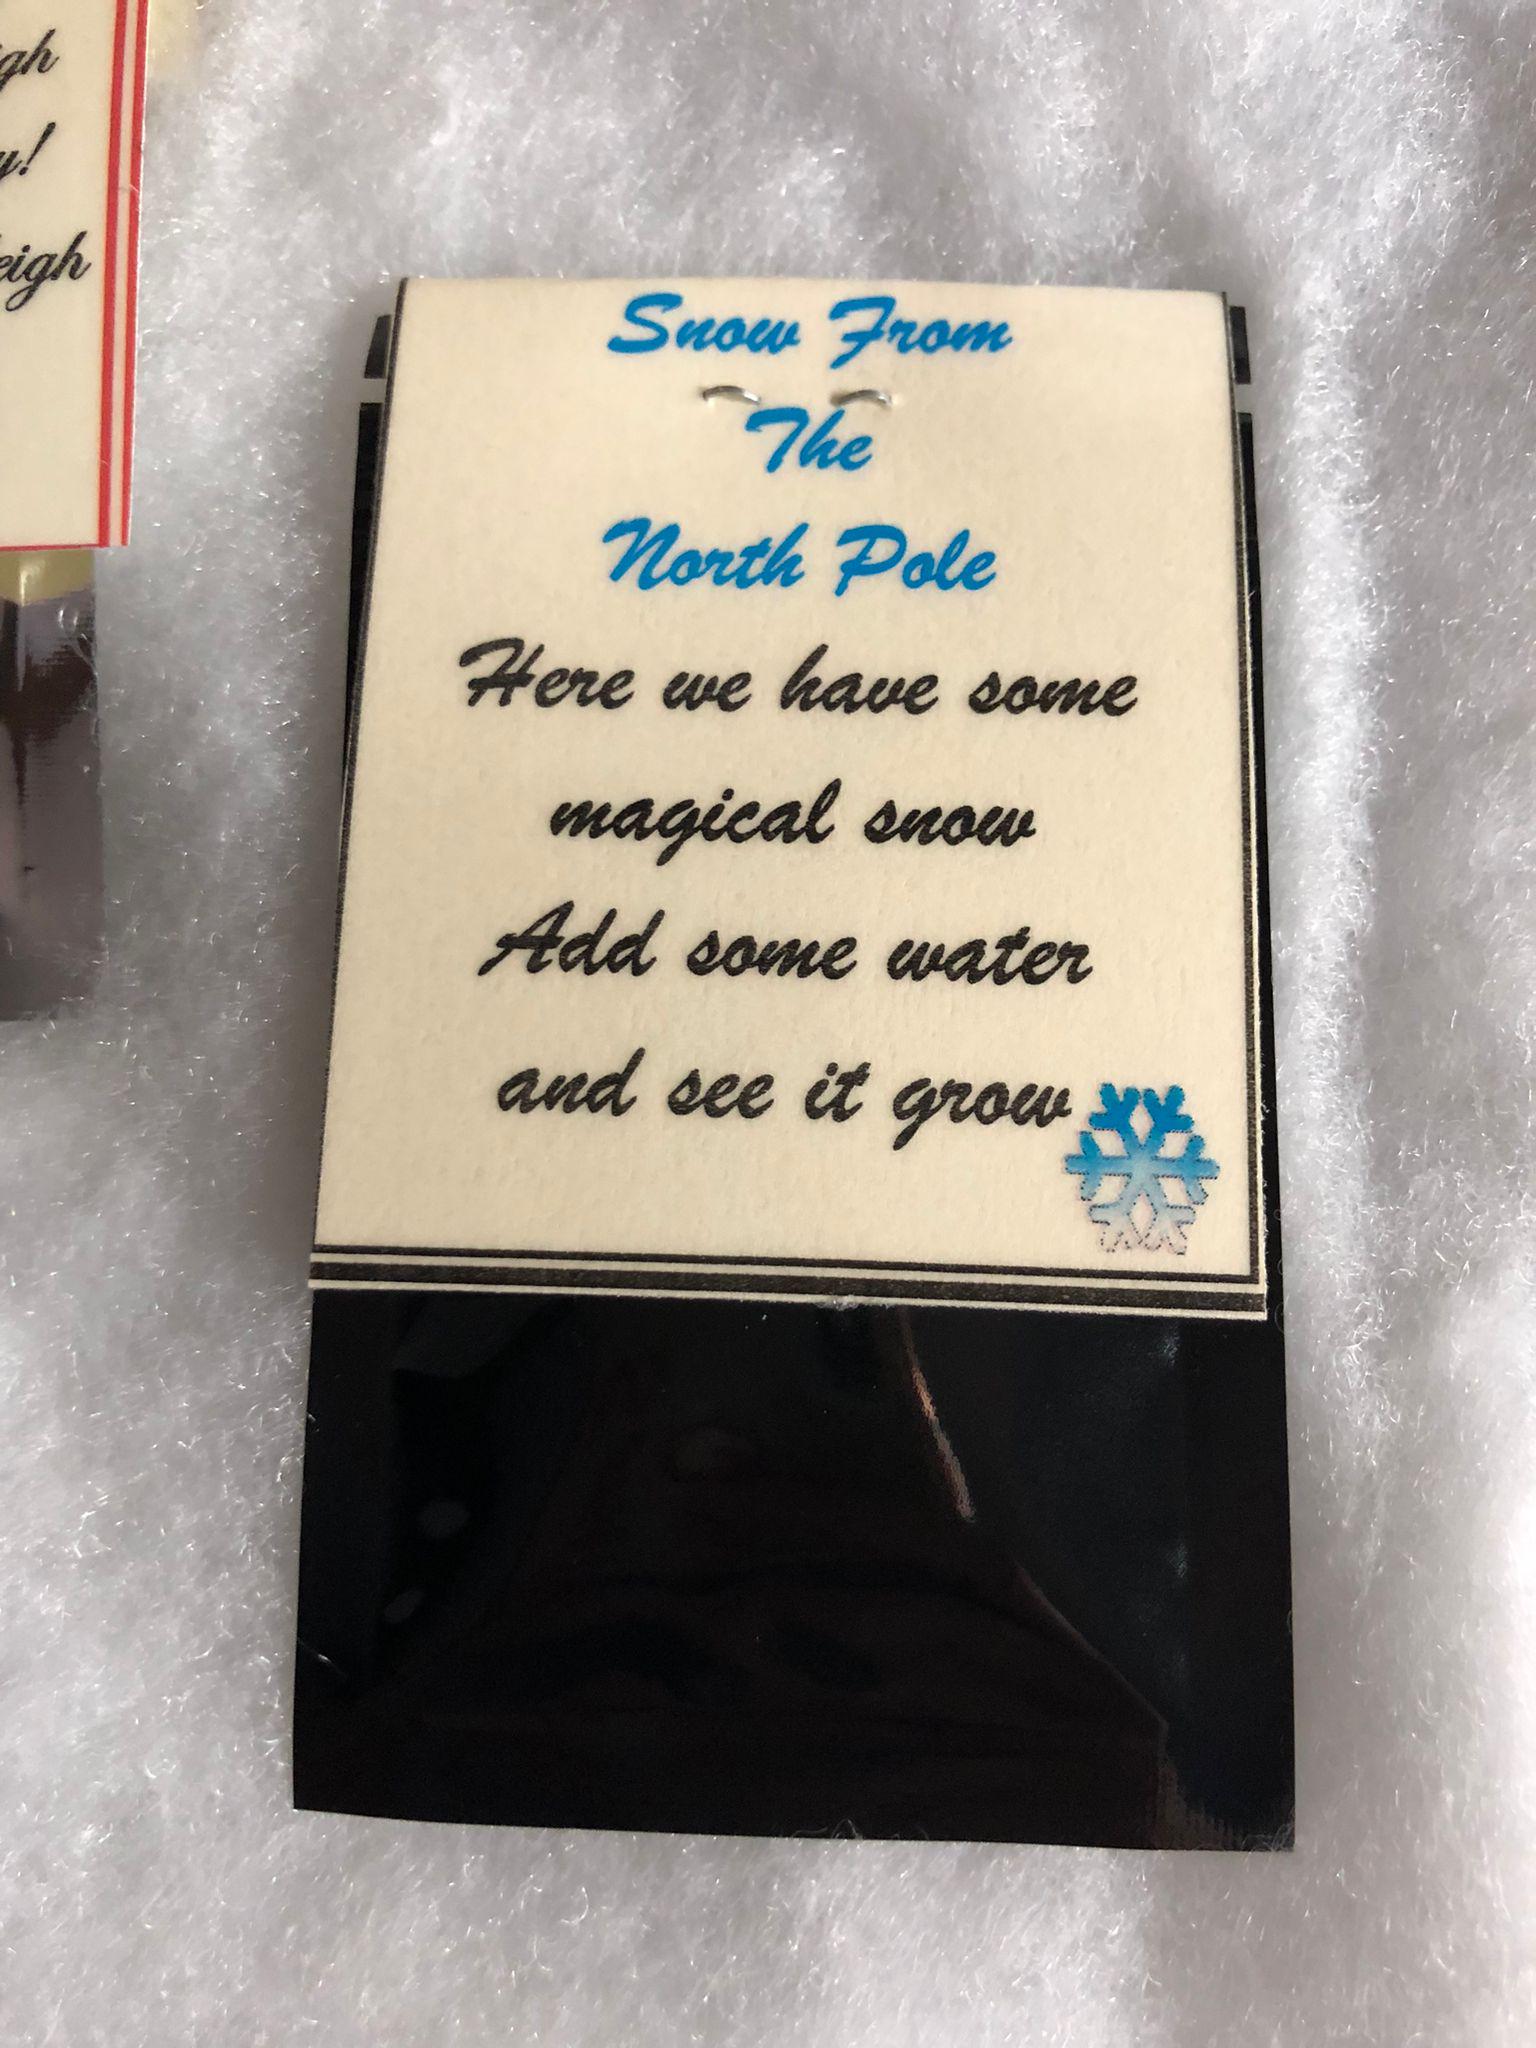 Snow From
The
North Pole
Here we have some
magical snow
Add some water
and see it grow